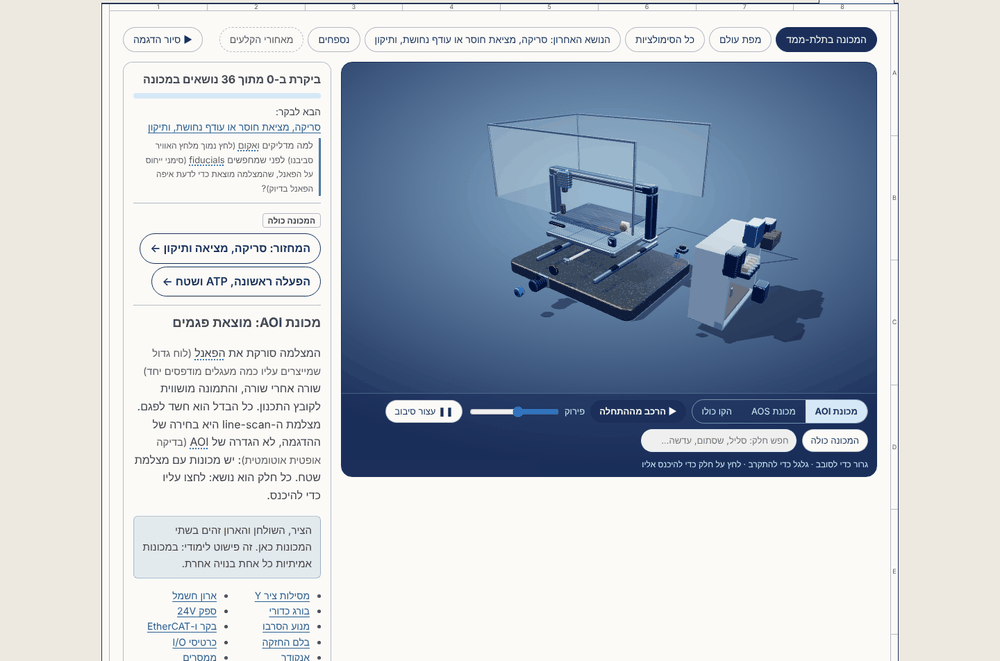 1 2 3 4 5 6 7 8
המכונה בתלת-ממד
מפת עולם
כל הסימולציות
הנושא האחרון: סריקה, מציאת חוסר או עודף נחושת, ותיקון
נספחים
מאחורי הקלעים
▶ סיור הדגמה
A
B
C
D
E
ביקרת ב-0 מתוך 36 נושאים במכונה
הבא לבקר:
סריקה, מציאת חוסר או עודף נחושת, ותיקון
למה מדליקים ואקום (לחץ נמוך מלחץ האוויר
סביבנו) לפני שמחפשים fiducials (סימני ייחוס
על הפאנל, שהמצלמה מוצאת כדי לדעת איפה
הפאנל בדיוק)?
המכונה כולה
המחזור: סריקה, מציאה ותיקון ←
הפעלה ראשונה, ATP ושטח ←
מכונת AOI: מוצאת פגמים
המצלמה סורקת את הפאנל (לוח גדול
שמייצרים עליו כמה מעגלים מודפסים יחד)
שורה אחרי שורה, והתמונה מושווית
לקובץ התכנון. כל הבדל הוא חשד לפגם.
מצלמת ה-line-scan היא בחירה של
ההדגמה, לא הגדרה של AOI (בדיקה
אופטית אוטומטית): יש מכונות עם מצלמת
שטח. כל חלק הוא נושא: לחצו עליו
כדי להיכנס.
הציר, השולחן והארון זהים בשתי
המכונות כאן. זה פישוט לימודי: במכונות
אמיתיות כל אחת בנויה אחרת.
• מסילות ציר Y
• בורג כדורי
• מנוע הסרבו
• בלם החזקה
• אנקודר
• ארון חשמל
• ספק 24V
• בקר ו-EtherCAT
• כרטיסי I/O
• ממסרים
מכונת AOI
מכונת AOS
הקו כולו
▶ הרכב מההתחלה
פירוק
❚❚ עצור סיבוב
המכונה כולה
חפש חלק: סליל, שסתום, עדשה...
גרור כדי לסובב · גלגל כדי להתקרב · לחץ על חלק כדי להיכנס אליו